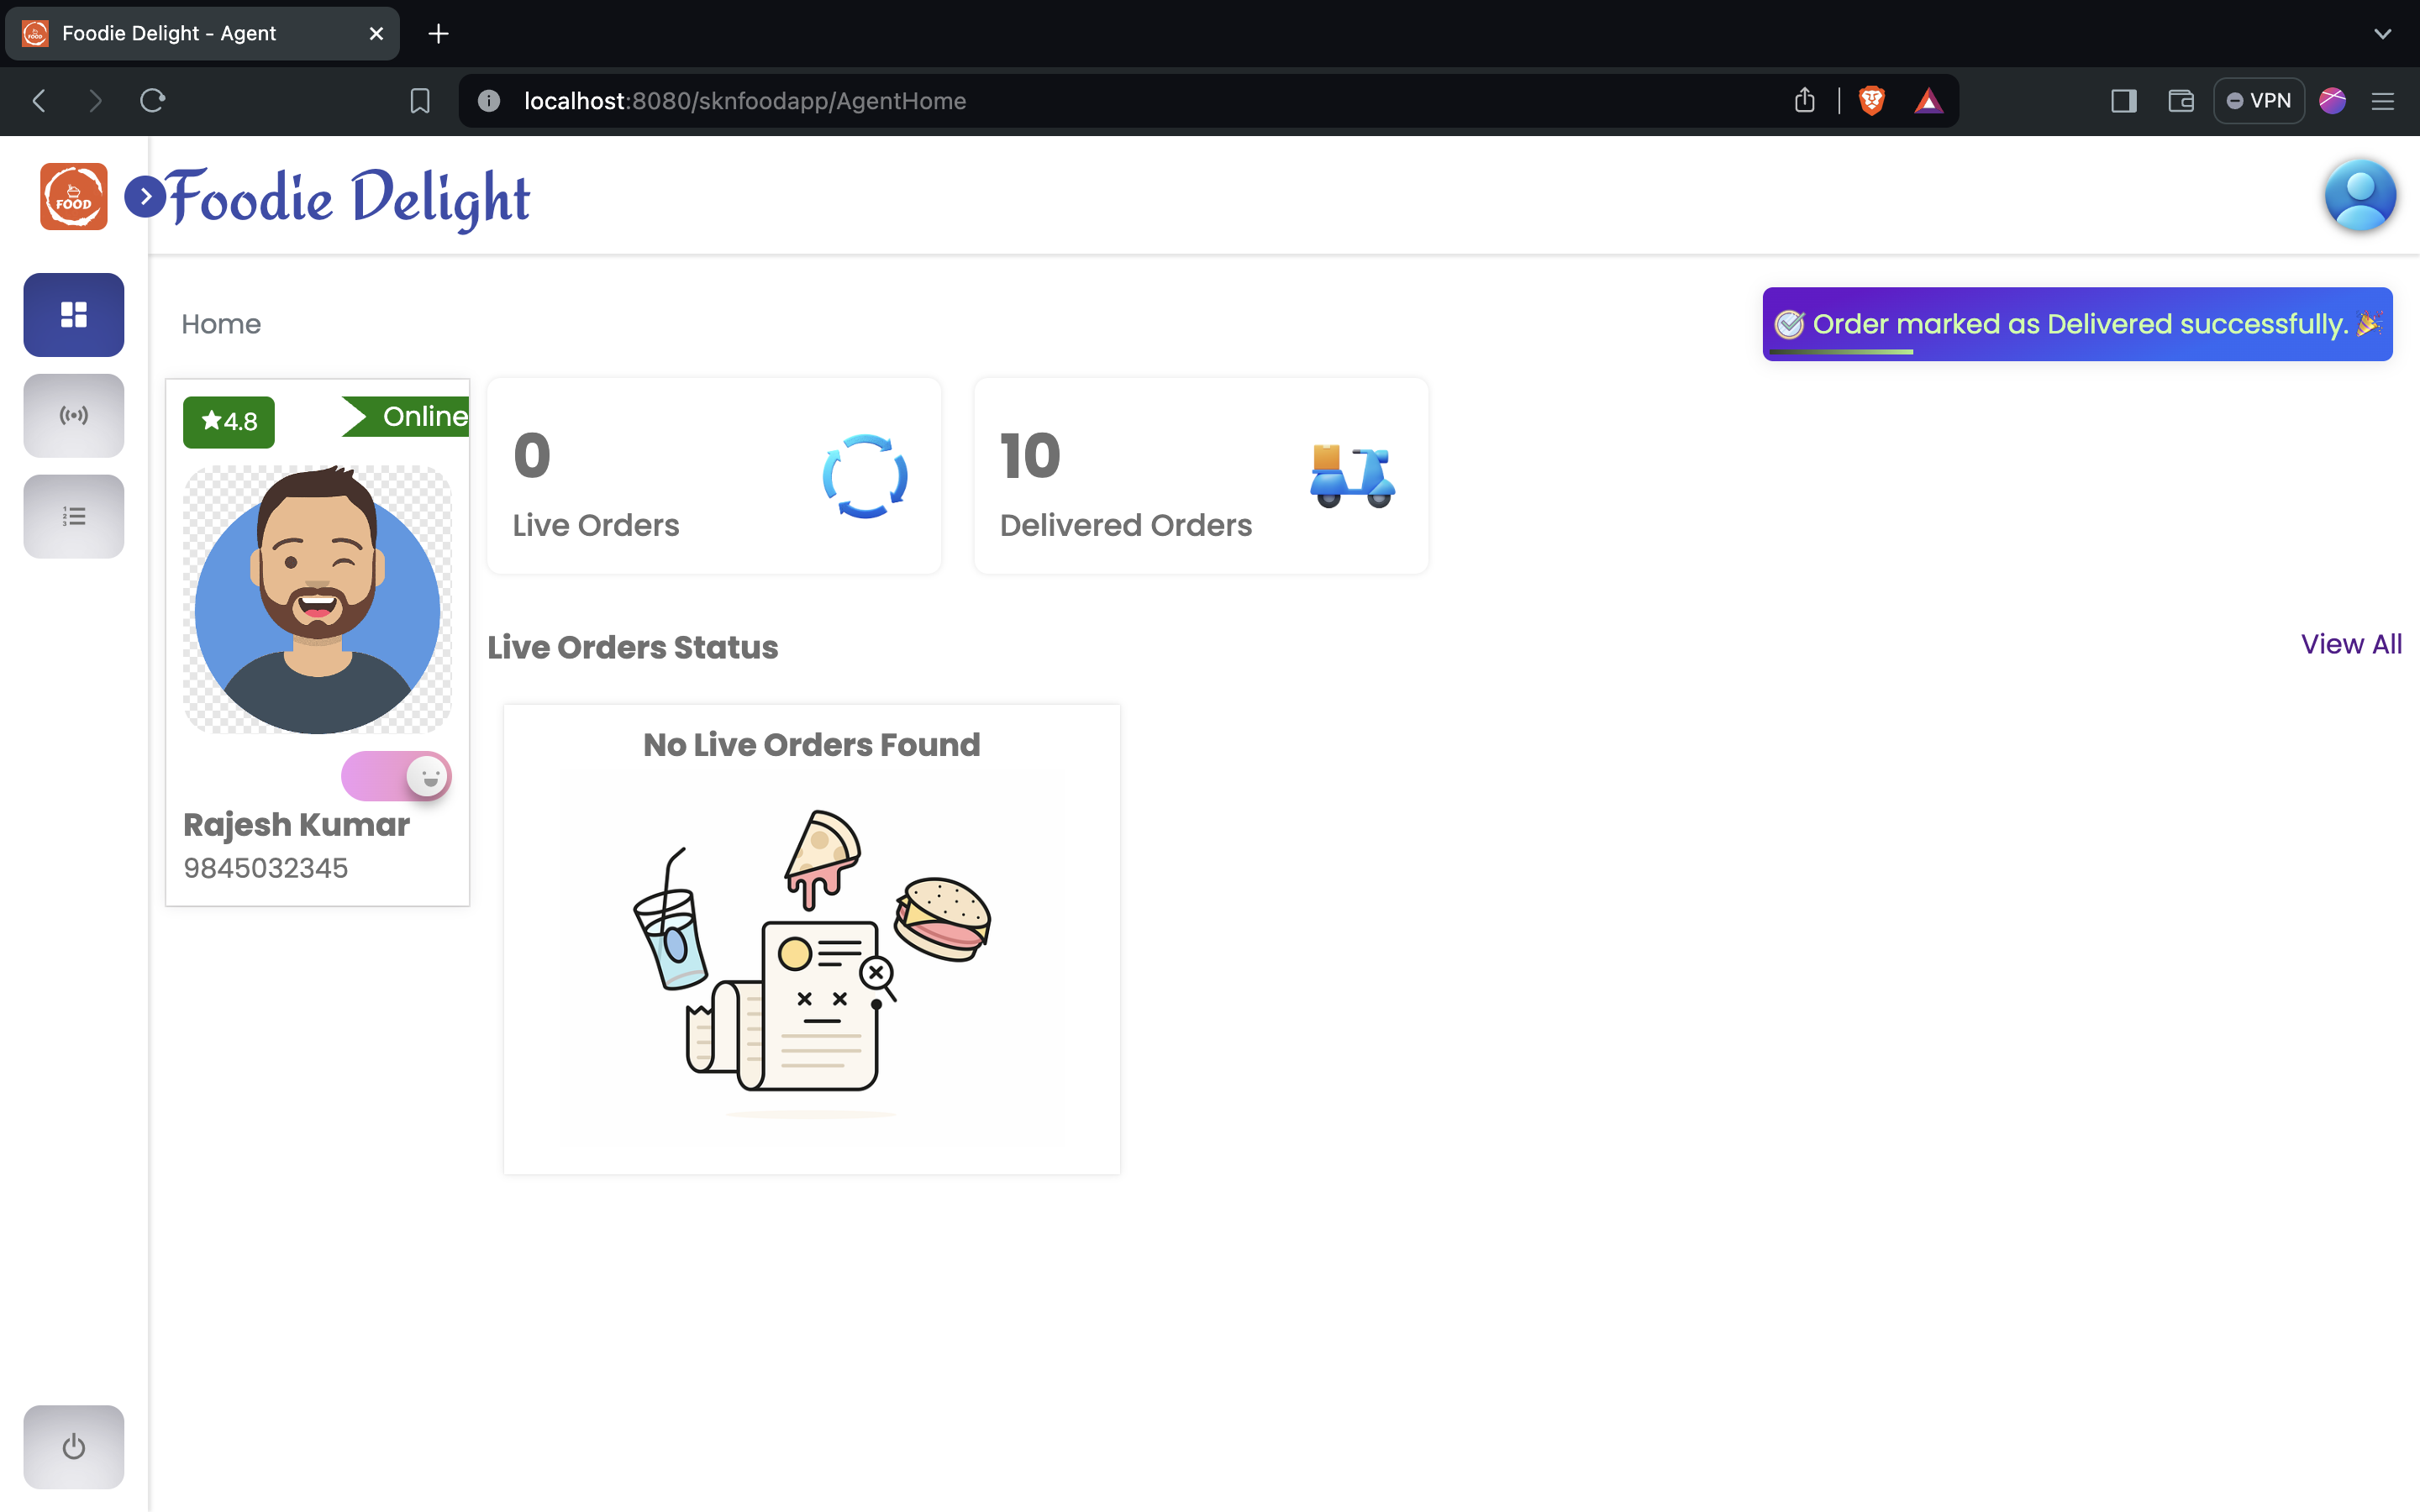 Foodie Delight - Agent
localhost:8080/sknfoodapp/AgentHome
VPN
FOOD
Foodie Delight
Home
Order marked as Delivered successfully.
4.8
Online
0
Live Orders
10
Delivered Orders
Live Orders Status
View All
No Live Orders Found
Rajesh Kumar
9845032345